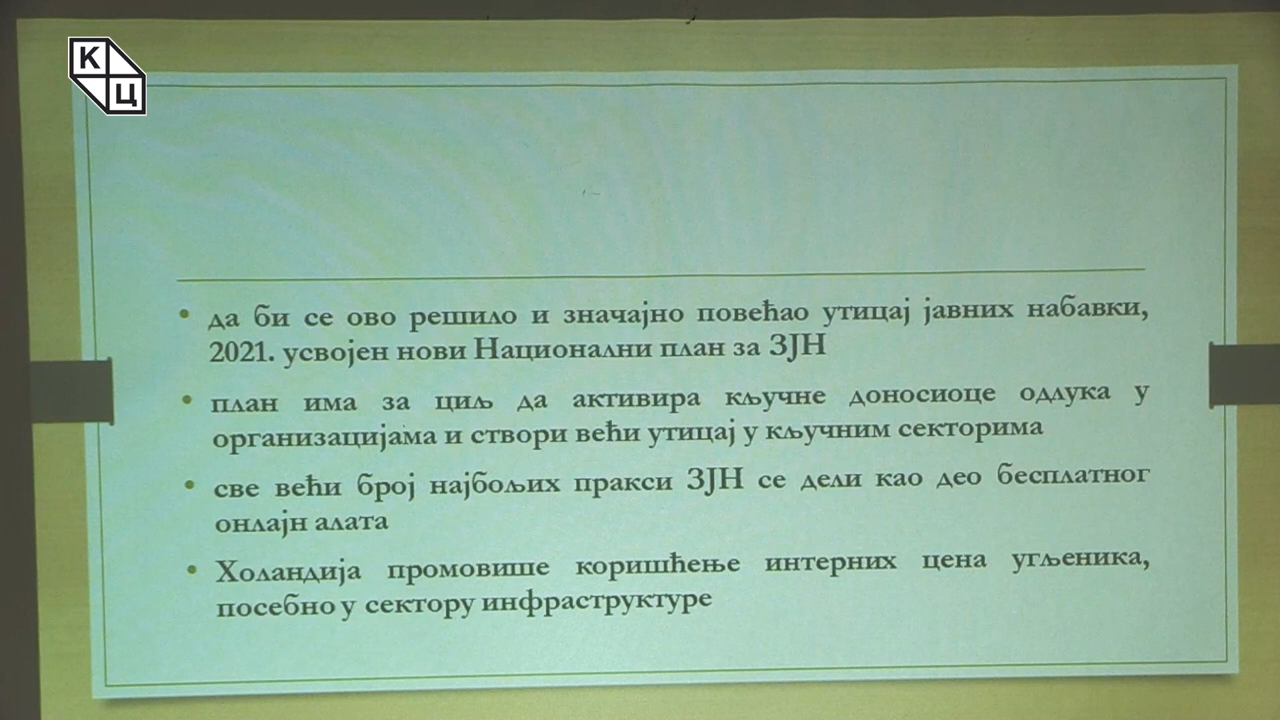 К
Ц
• да би се ово решило и значајно повећао утицај јавних набавки,
2021. усвојен нови Национални план за ЗЈН
• план има за циљ да активира кључне доносиоце одлука у
организацијама и створи већи утицај у кључним секторима
• све већи број најбољих пракси ЗЈН се дели као део бесплатног
онлајн алата
• Холандија промовише коришћење интерних цена угљеника,
посебно у сектору инфраструктуре